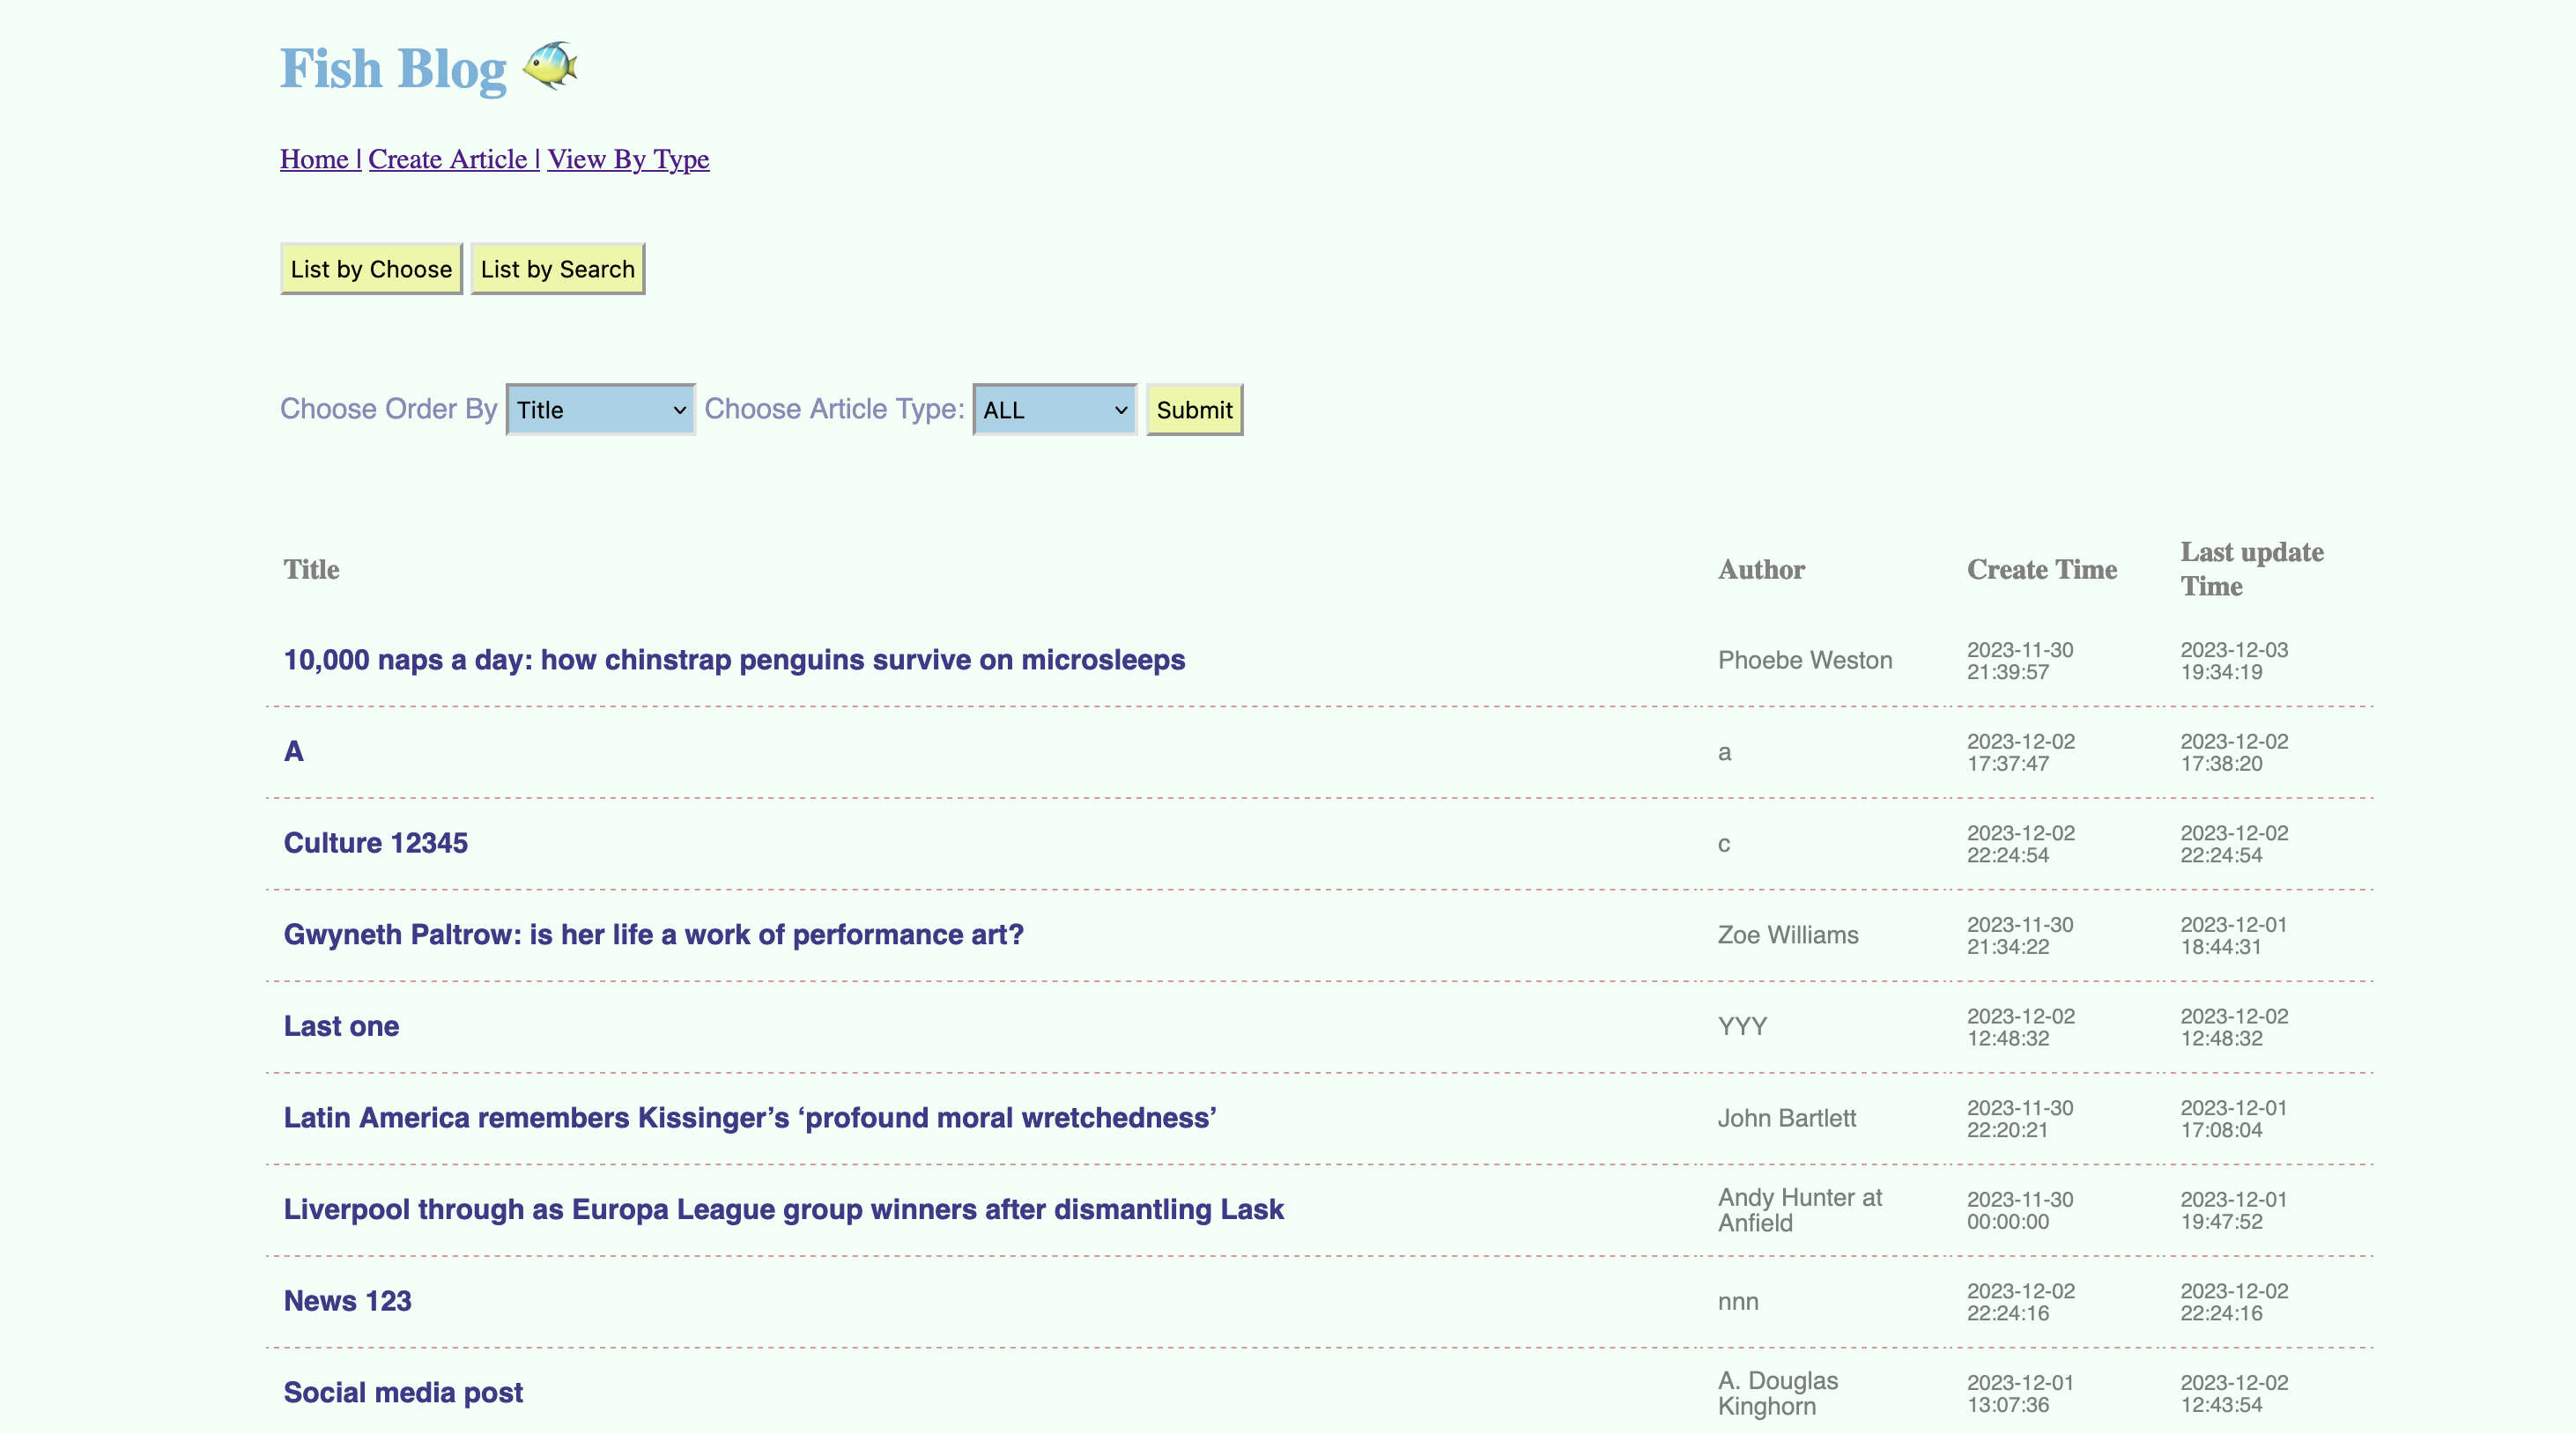 Fish Blog
Home | Create Article | View By Type
List by Choose List by Search
Choose Order By Title Choose Article Type: ALL Submit
Title Author Create Time Last update Time
10,000 naps a day: how chinstrap penguins survive on microsleeps Phoebe Weston 2023-11-30 21:39:57 2023-12-03 19:34:19
A a 2023-12-02 17:37:47 2023-12-02 17:38:20
Culture 12345 c 2023-12-02 22:24:54 2023-12-02 22:24:54
Gwyneth Paltrow: is her life a work of performance art? Zoe Williams 2023-11-30 21:34:22 2023-12-01 18:44:31
Last one YYY 2023-12-02 12:48:32 2023-12-02 12:48:32
Latin America remembers Kissinger’s ‘profound moral wretchedness’ John Bartlett 2023-11-30 22:20:21 2023-12-01 17:08:04
Liverpool through as Europa League group winners after dismantling Lask Andy Hunter at Anfield 2023-11-30 00:00:00 2023-12-01 19:47:52
News 123 nnn 2023-12-02 22:24:16 2023-12-02 22:24:16
Social media post A. Douglas Kinghorn 2023-12-01 13:07:36 2023-12-02 12:43:54